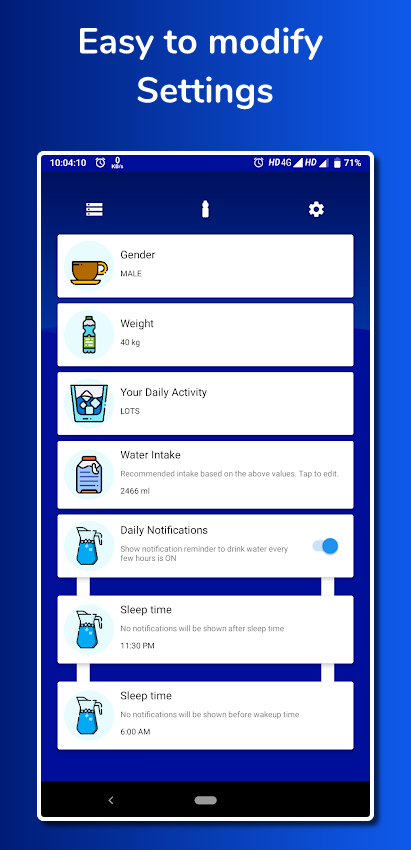 Easy to modify
Settings
10:04:10 0 KB/s HD 4G HD 71%
Gender
MALE
Weight
40 kg
Your Daily Activity
LOTS
Water Intake
Recommended intake based on the above values. Tap to edit.
2466 ml
Daily Notifications
Show notification reminder to drink water every
few hours is ON
Sleep time
No notifications will be shown after sleep time
11:30 PM
Sleep time
No notifications will be shown before wakeup time
6:00 AM